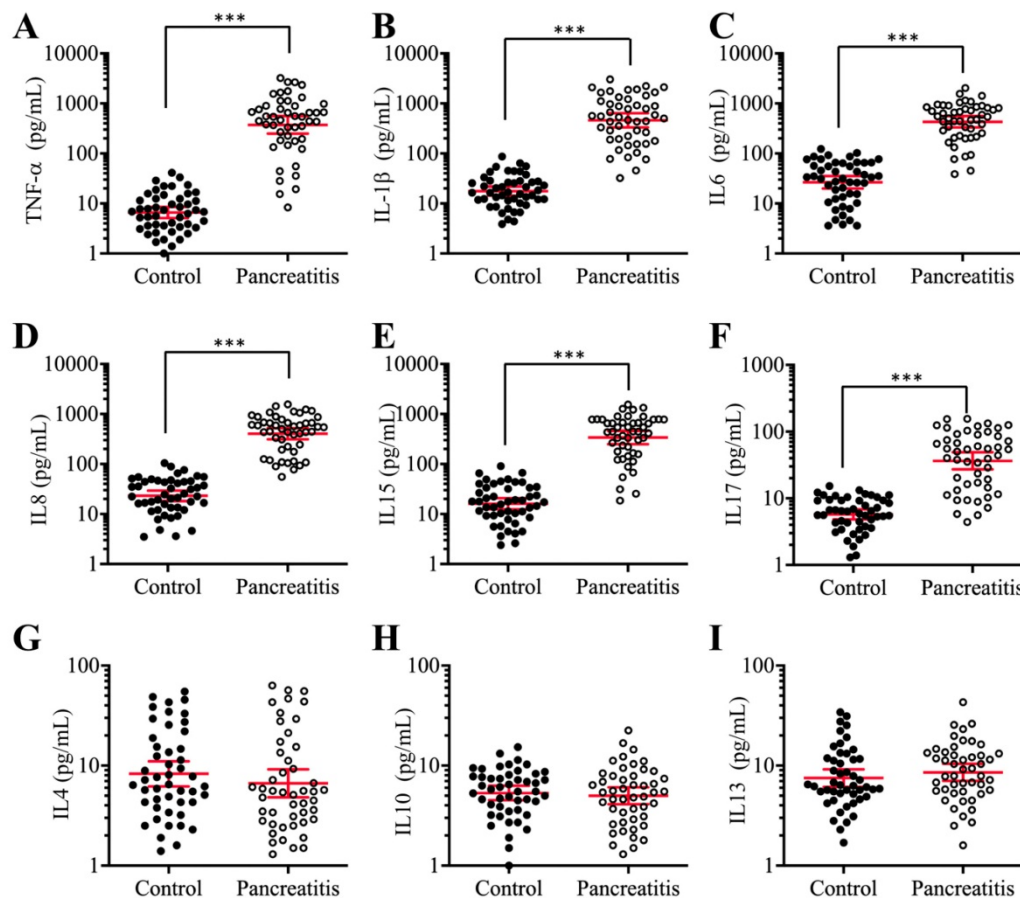 A
B
C
***
***
***
10000
1000
100
10
1
TNF-α (pg/mL)
Control
Pancreatitis
10000
1000
100
10
1
IL-1β (pg/mL)
Control
Pancreatitis
10000
1000
100
10
1
IL6 (pg/mL)
Control
Pancreatitis
D
E
F
***
***
***
10000
1000
100
10
1
IL8 (pg/mL)
Control
Pancreatitis
10000
1000
100
10
1
IL15 (pg/mL)
Control
Pancreatitis
1000
100
10
1
IL17 (pg/mL)
Control
Pancreatitis
G
H
I
100
10
1
IL4 (pg/mL)
Control
Pancreatitis
100
10
1
IL10 (pg/mL)
Control
Pancreatitis
100
10
1
IL13 (pg/mL)
Control
Pancreatitis